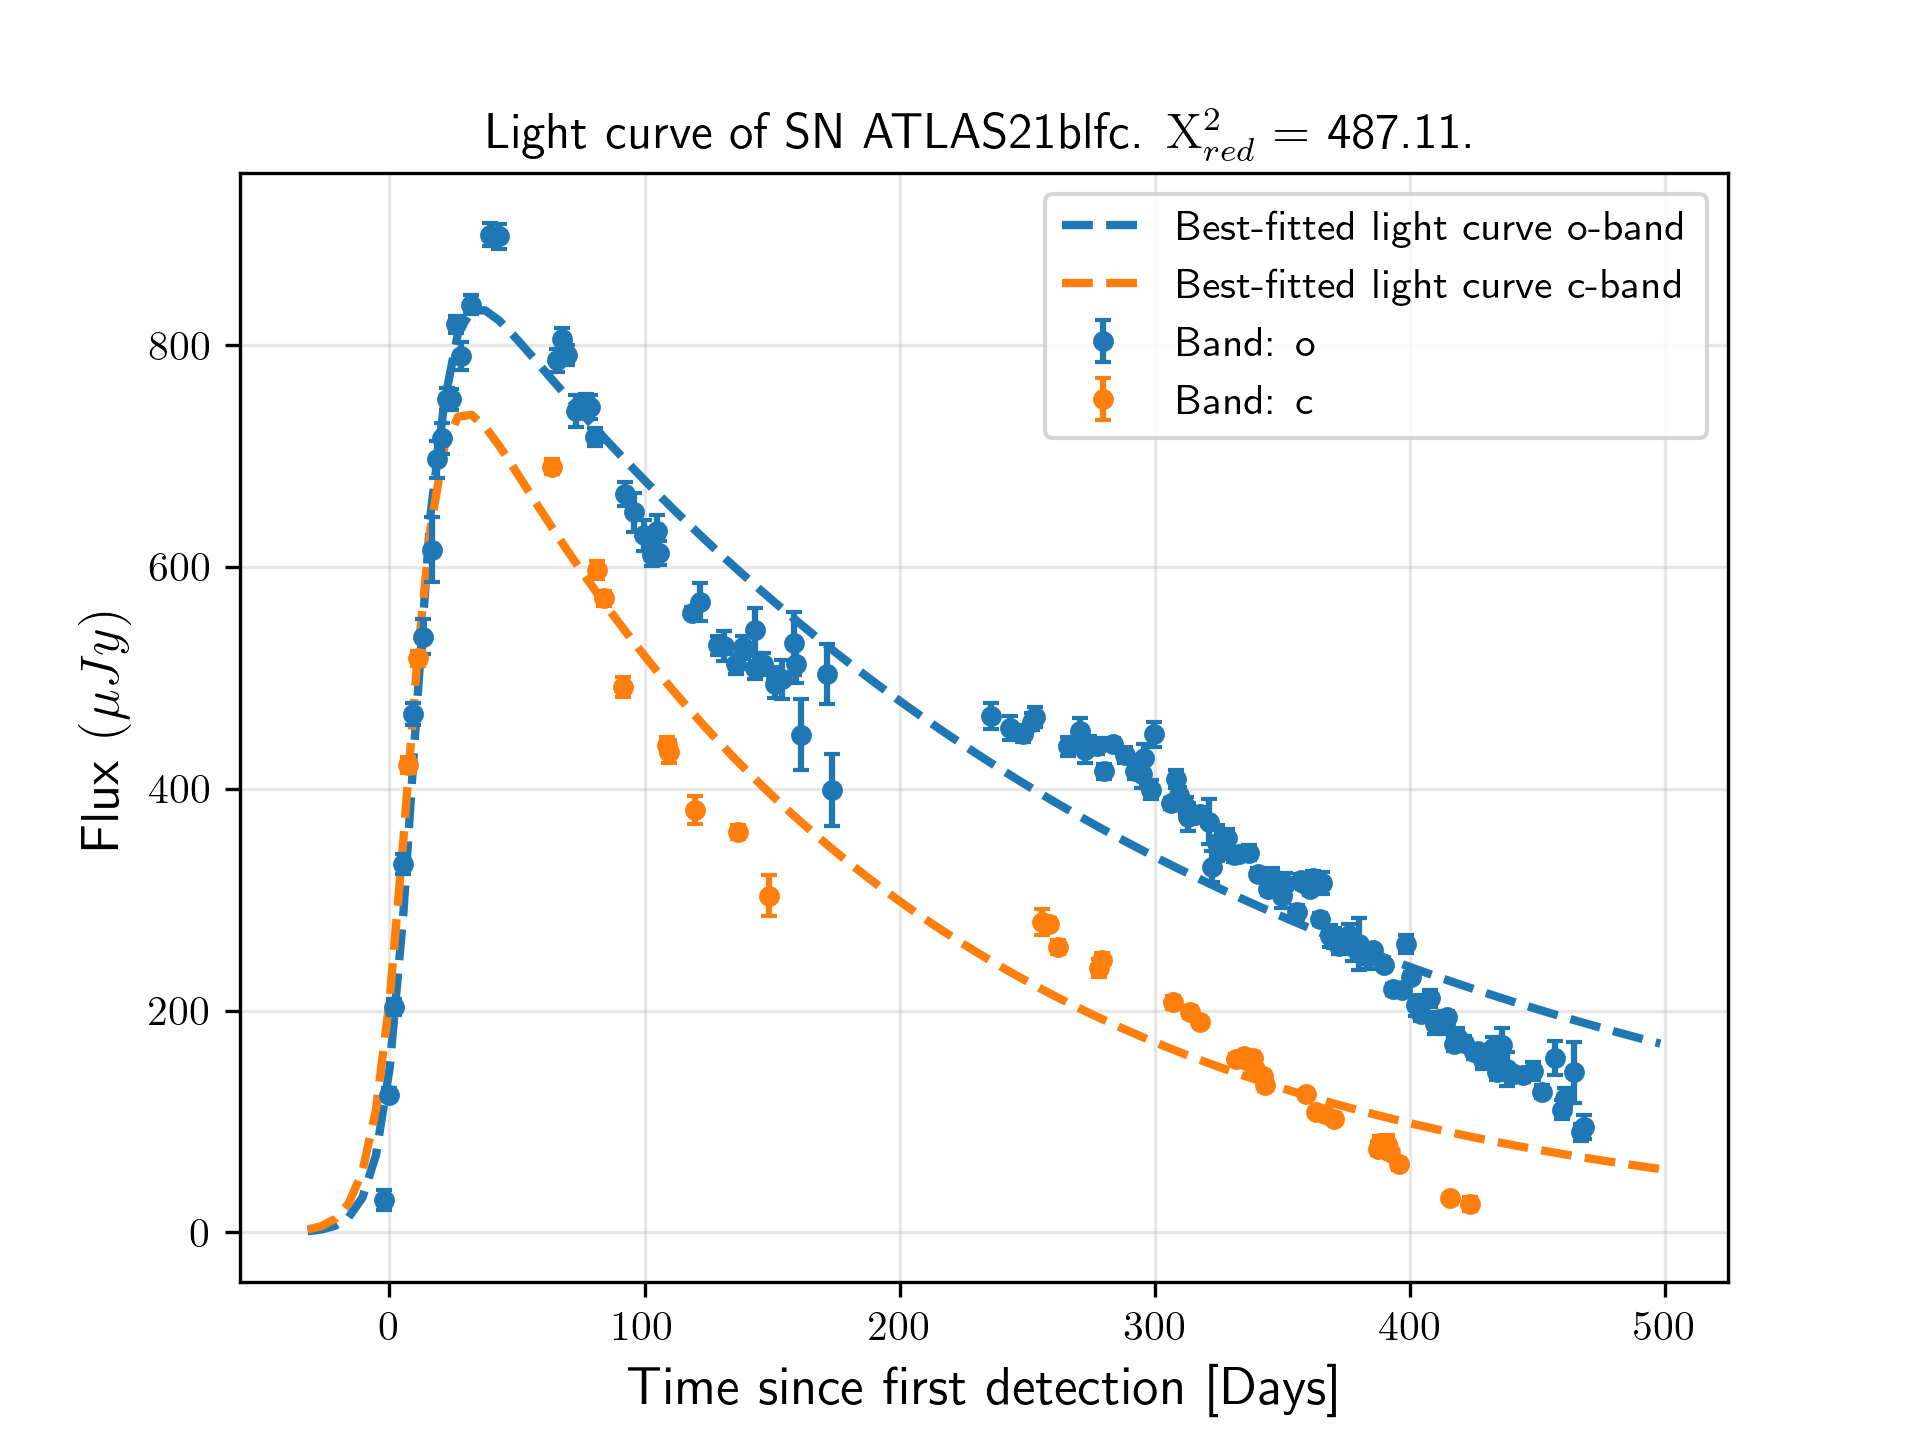 Light curve of SN ATLAS21blfc. X²_red = 487.11.
Best-fitted light curve o-band
Best-fitted light curve c-band
Band: o
Band: c
Flux (μJy)
800
600
400
200
0
0 100 200 300 400 500
Time since first detection [Days]